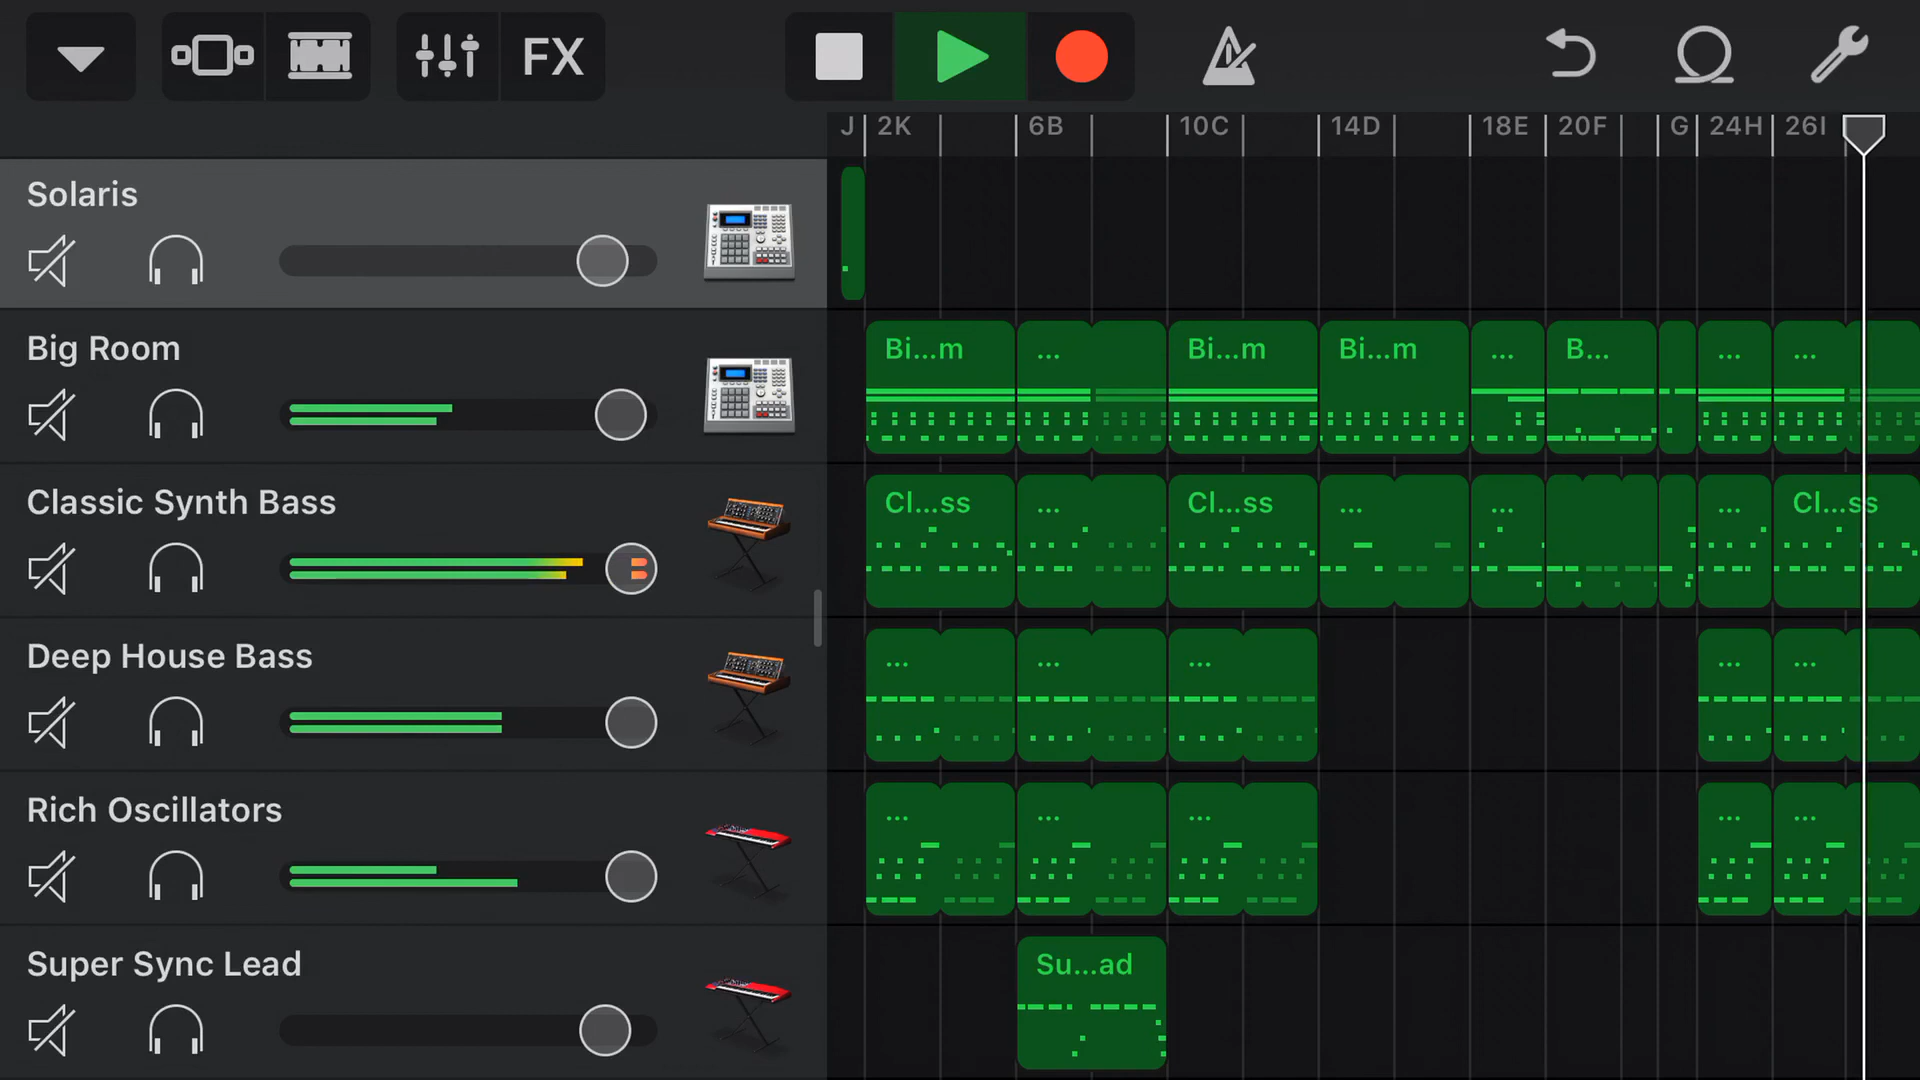 FX
J 2K 6B 10C 14D 18E 20F G 24H 26I
Solaris
Big Room
Bi...m ... Bi...m Bi...m ... B... ... ...
Classic Synth Bass
Cl...ss ... Cl...ss ... ... ... Cl...ss
Deep House Bass
... ... ... ... ...
Rich Oscillators
... ... ... ... ...
Super Sync Lead
Su...ad